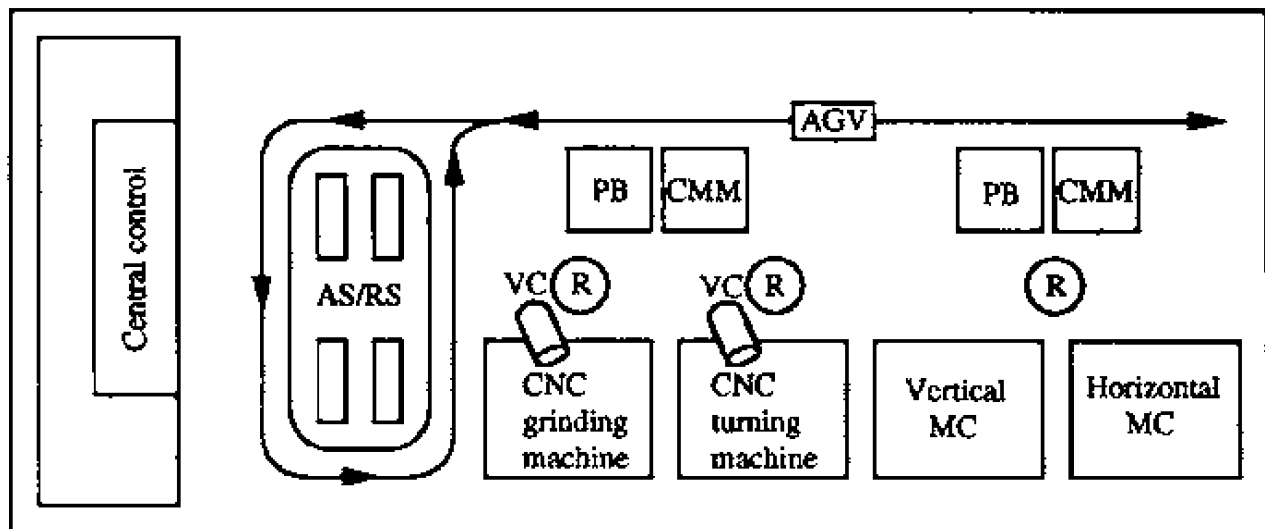 Central control
AGV
PB
CMM
PB
CMM
AS/RS
VC
R
VC
R
R
CNC
grinding
machine
CNC
turning
machine
Vertical
MC
Horizontal
MC